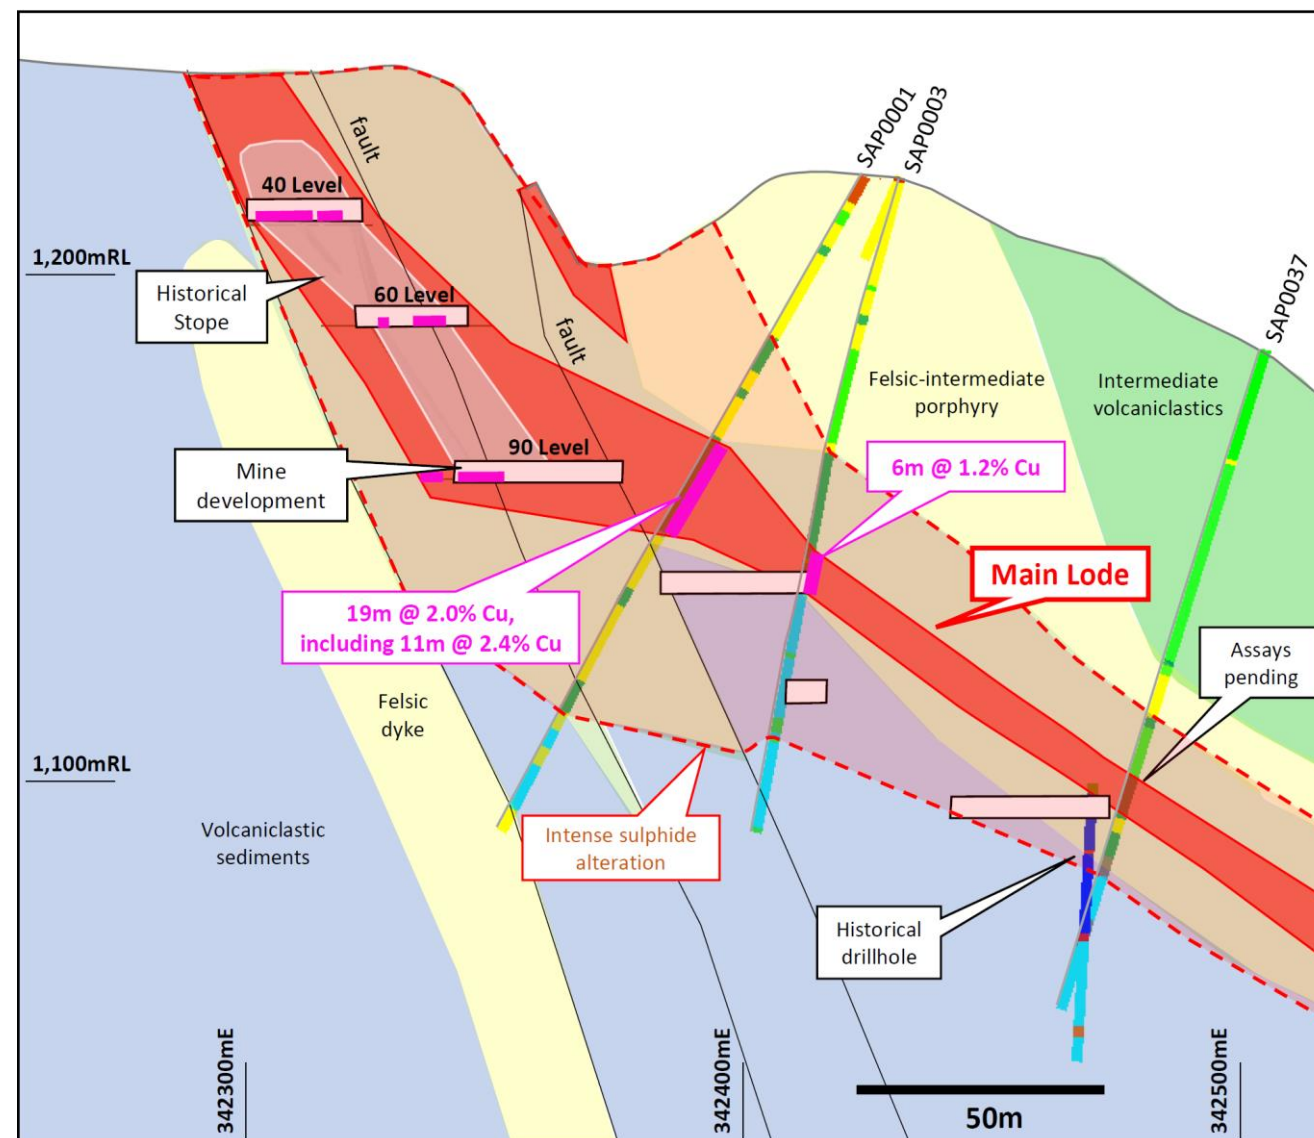 SAP0001
SAP0003
fault
40 Level
1,200mRL
Historical
Stope
60 Level
fault
SAP0037
Felsic-intermediate
porphyry
Intermediate
volcaniclastics
90 Level
Mine
development
6m @ 1.2% Cu
Main Lode
19m @ 2.0% Cu,
including 11m @ 2.4% Cu
Assays
pending
Felsic
dyke
1,100mRL
Volcaniclastic
sediments
Intense sulphide
alteration
Historical
drillhole
342300mE
342400mE
342500mE
50m